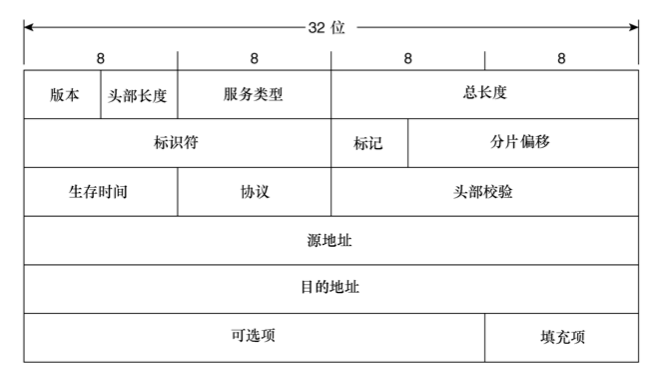 32 位
8 8 8 8
版本 头部长度 服务类型 总长度
标识符 标记 分片偏移
生存时间 协议 头部校验
源地址
目的地址
可选项 填充项